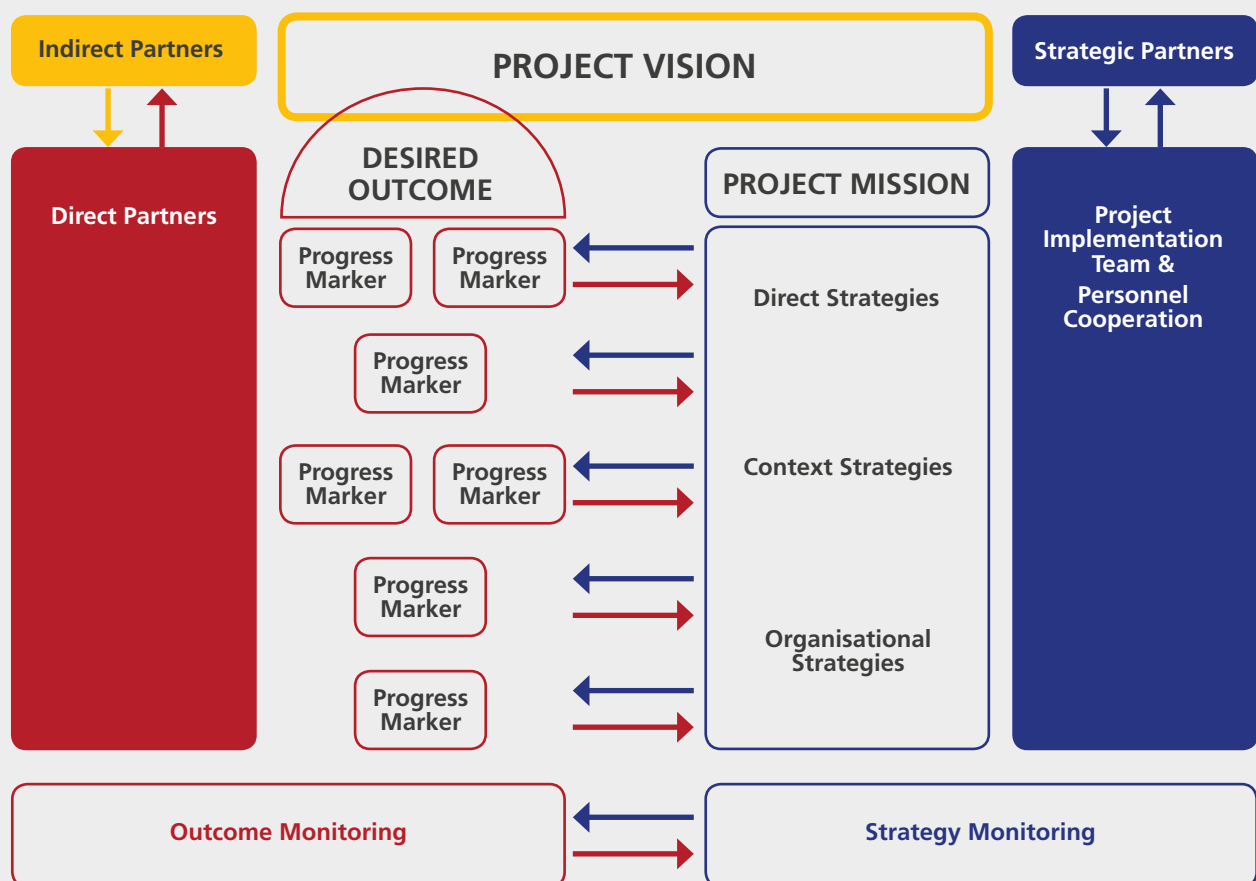 Indirect Partners
PROJECT VISION
Strategic Partners
Direct Partners
DESIRED
OUTCOME
PROJECT MISSION
Project
Implementation
Team &
Personnel
Cooperation
Progress
Marker
Progress
Marker
Direct Strategies
Progress
Marker
Progress
Marker
Progress
Marker
Context Strategies
Progress
Marker
Organisational
Strategies
Progress
Marker
Outcome Monitoring
Strategy Monitoring